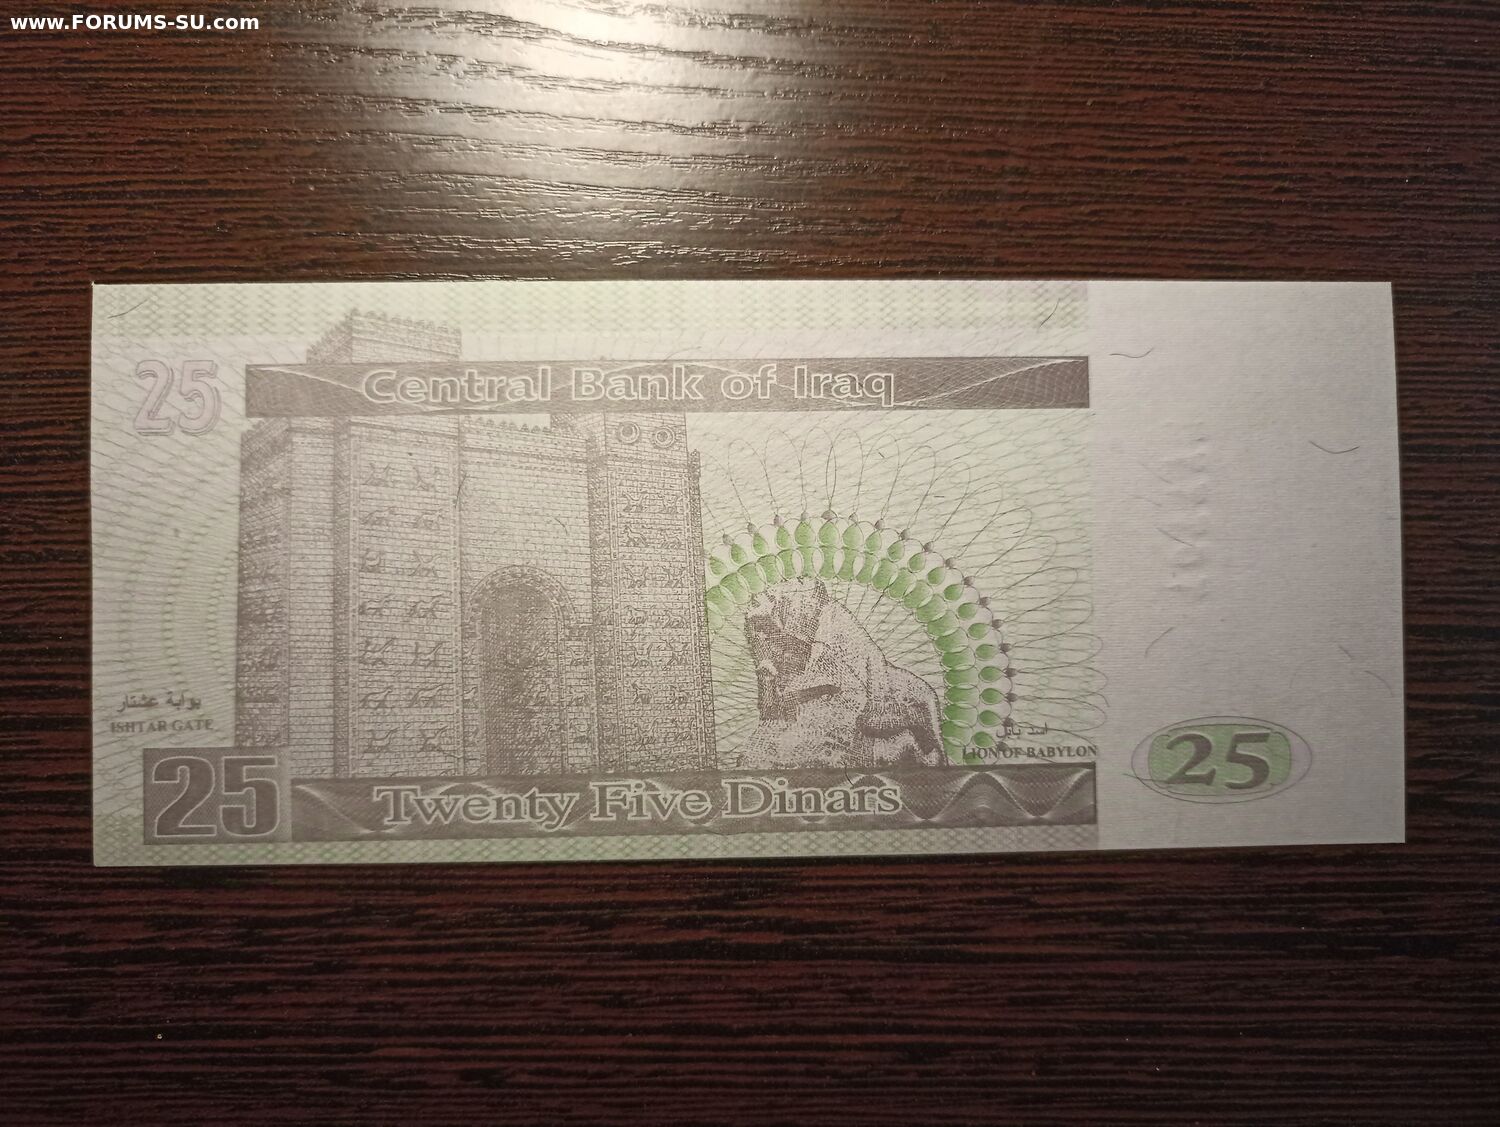 www.FORUMS-SU.com
25
Central Bank of Iraq
بوابة عشتار
ISHTAR GATE
اسد بابل
LION OF BABYLON
25
Twenty Five Dinars
25